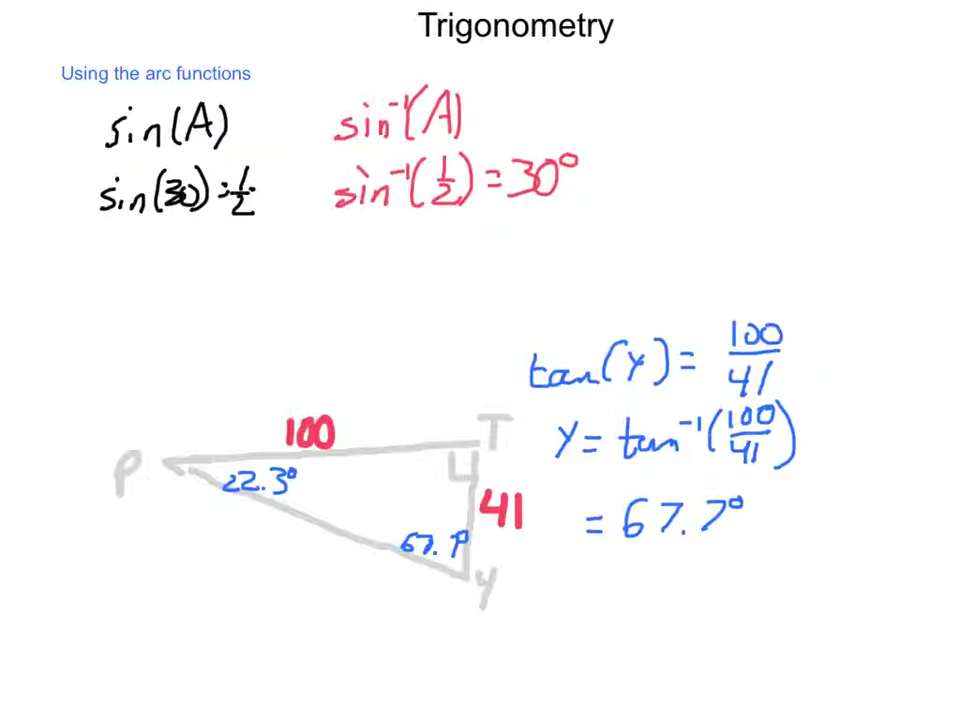 Trigonometry
Using the arc functions
sin(A)
sin⁻¹(A)
sin(30)=1/2
sin⁻¹(1/2)=30°
tan(Y)=100/41
Y=tan⁻¹(100/41)
=67.7°
100
T
P
22.3°
41
67.7°
Y